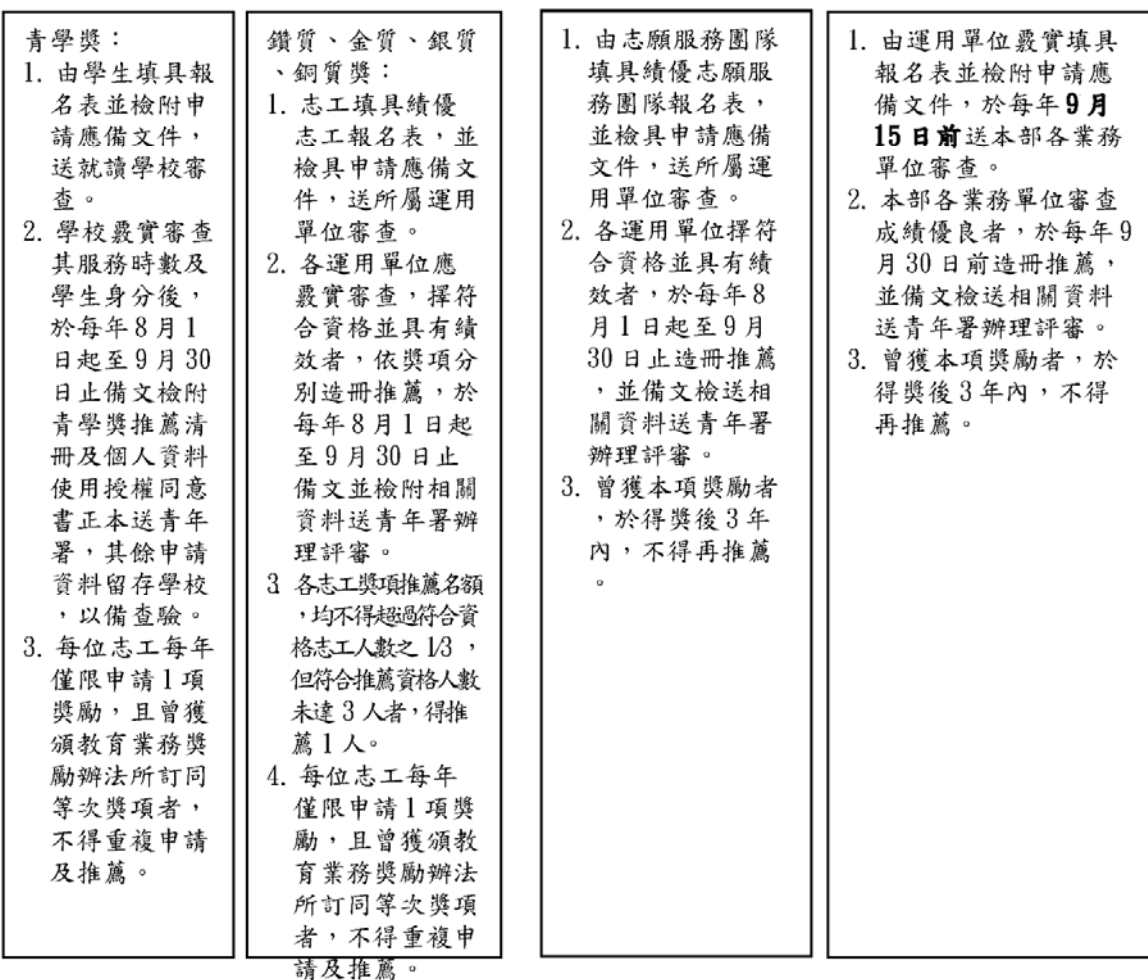 青學獎：
1. 由學生填具報
名表並檢附申
請應備文件，
送就讀學校審
查。
2. 學校覈實審查
其服務時數及
學生身分後，
於每年8月1
日起至9月30
日止備文檢附
青學獎推薦清
冊及個人資料
使用授權同意
書正本送青年
署，其餘申請
資料留存學校
，以備查驗。
3. 每位志工每年
僅限申請1項
獎勵，且曾獲
頒教育業務獎
勵辦法所訂同
等次獎項者，
不得重複申請
及推薦。
鑽質、金質、銀質
、銅質獎：
1. 志工填具績優
志工報名表，並
檢具申請應備文
件，送所屬運用
單位審查。
2. 各運用單位應
覈實審查，擇符
合資格並具有績
效者，依獎項分
別造冊推薦，於
每年8月1日起
至9月30日止
備文並檢附相關
資料送青年署辦
理評審。
3. 各志工獎項推薦名額
，均不得超過符合資
格志工人數之 1/3 ，
但符合推薦資格人數
未達3人者，得推
薦1人。
4. 每位志工每年
僅限申請1項獎
勵，且曾獲頒教
育業務獎勵辦法
所訂同等次獎項
者，不得重複申
請及推薦。
1. 由志願服務團隊
填具績優志願服
務團隊報名表，
並檢具申請應備
文件，送所屬運
用單位審查。
2. 各運用單位擇符
合資格並具有績
效者，於每年8
月1日起至9月
30日止造冊推薦
，並備文檢送相
關資料送青年署
辦理評審。
3. 曾獲本項獎勵者
，於得獎後3年
內，不得再推薦
。
1. 由運用單位覈實填具
報名表並檢附申請應
備文件，於每年9月
15日前送本部各業務
單位審查。
2. 本部各業務單位審查
成績優良者，於每年9
月30日前造冊推薦，
並備文檢送相關資料
送青年署辦理評審。
3. 曾獲本項獎勵者，於
得獎後3年內，不得
再推薦。